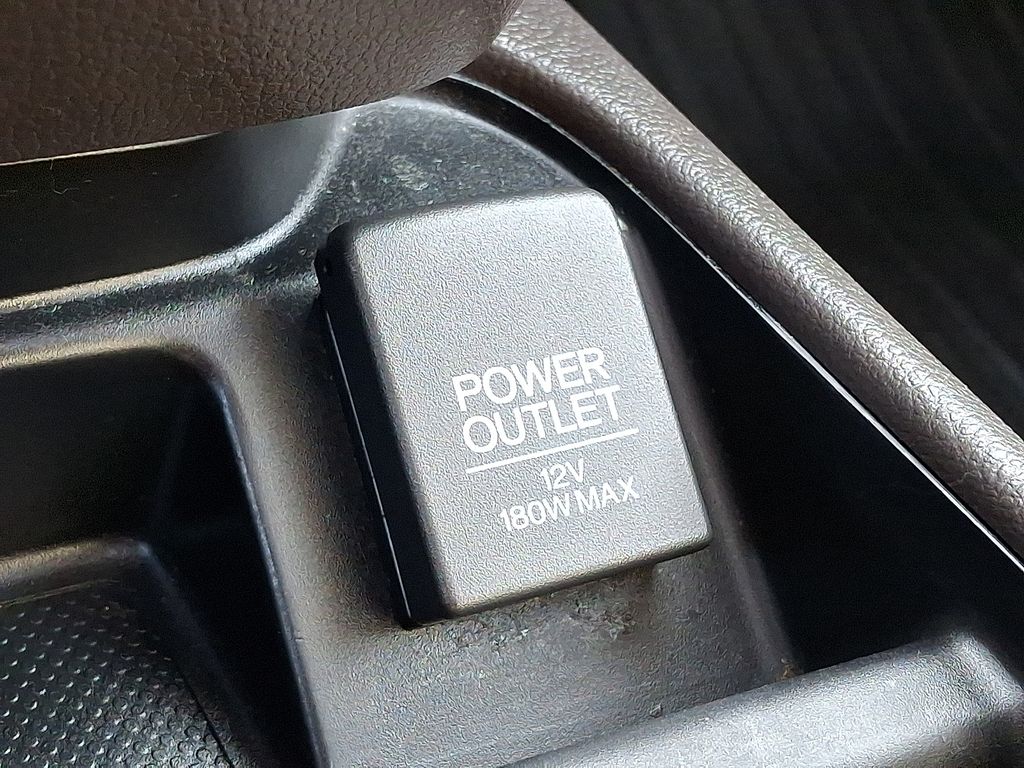 POWER
OUTLET
12V
180W MAX